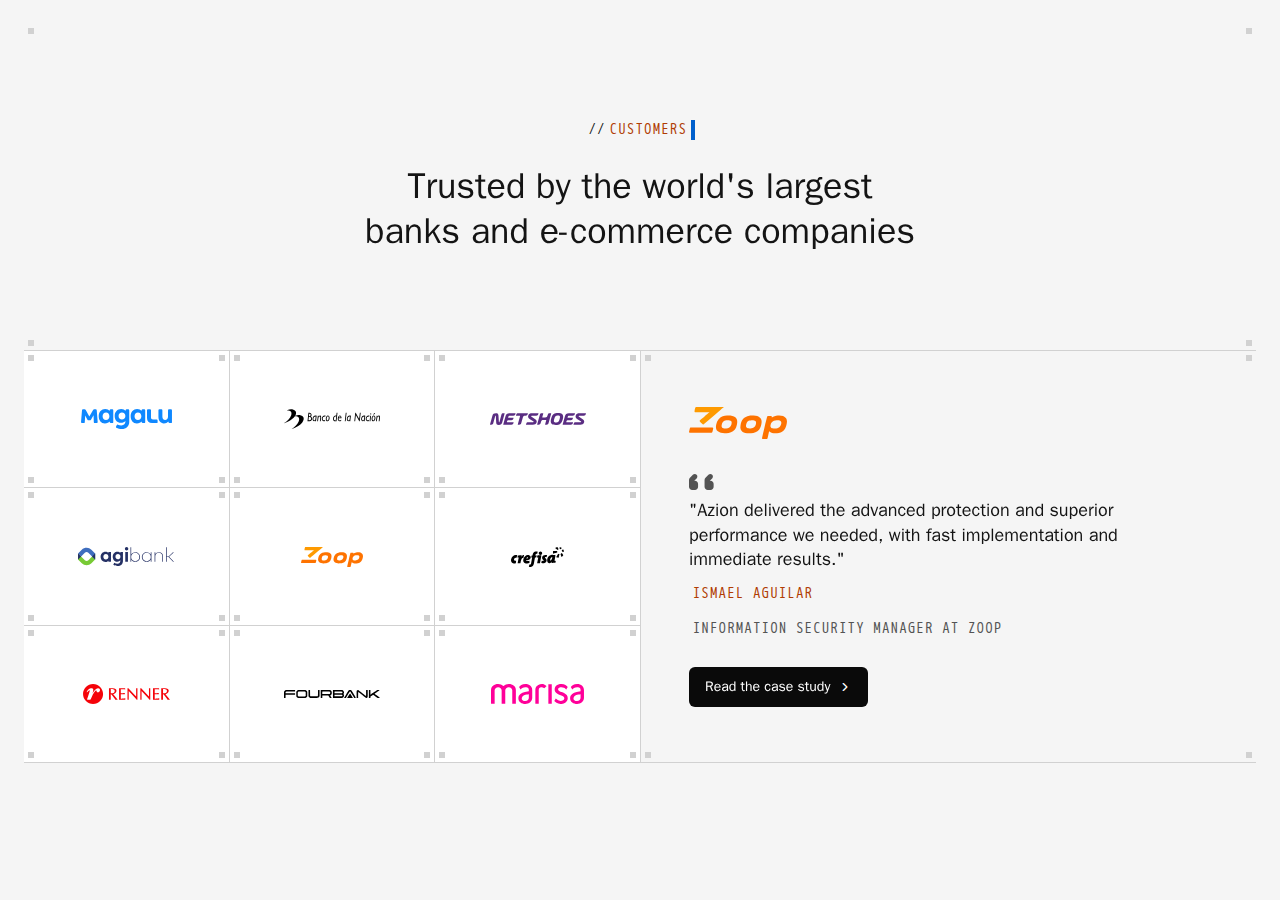 // CUSTOMERS
Trusted by the world's largest
banks and e-commerce companies
magalu
Banco de la Nación
NETSHOES
agibank
Zoop
crefisa
RENNER
FOURBANK
marisa
Zoop
"Azion delivered the advanced protection and superior
performance we needed, with fast implementation and
immediate results."
ISMAEL AGUILAR
INFORMATION SECURITY MANAGER AT ZOOP
Read the case study